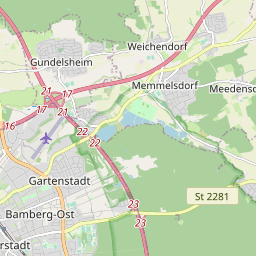 Weichendorf
Gundelsheim
Memmelsdorf
Meedensd
21
17
17
21
16
22
22
Gartenstadt
St 2281
23
Bamberg-Ost
23
rstadt